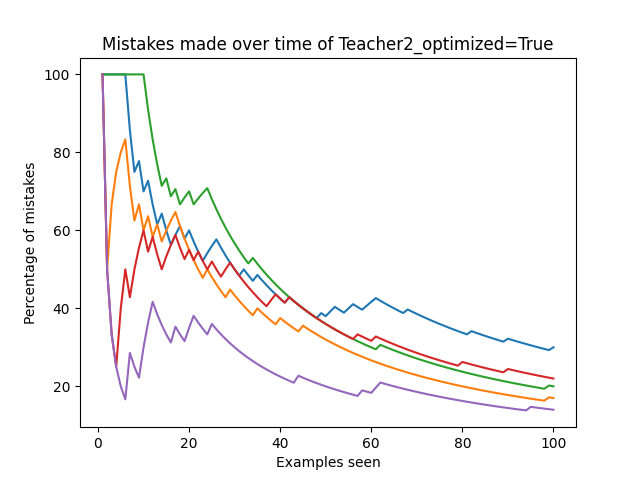 Mistakes made over time of Teacher2_optimized=True
Percentage of mistakes
100
80
60
40
20
0 20 40 60 80 100
Examples seen